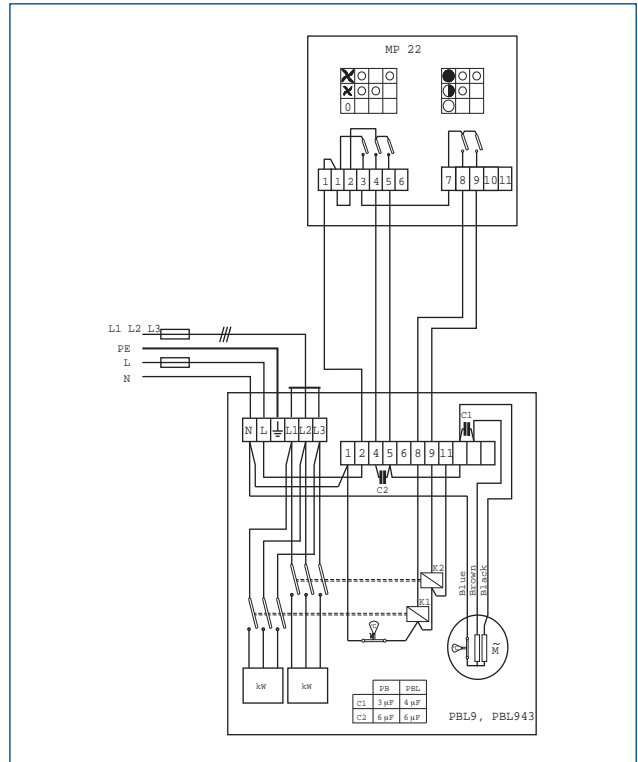 MP 22
0
1 1 2 3 4 5 6
7 8 9 10 11
L1 L2 L3
PE
L
N
N L L1 L2 L3
1 2 4 5 6 8 9 11
C1
C2
K2
K1
Blue
Brown
Black
M
~
kW kW
PB PBL
C1 3 µF 4 µF
C2 6 µF 6 µF
PBL9, PBL943